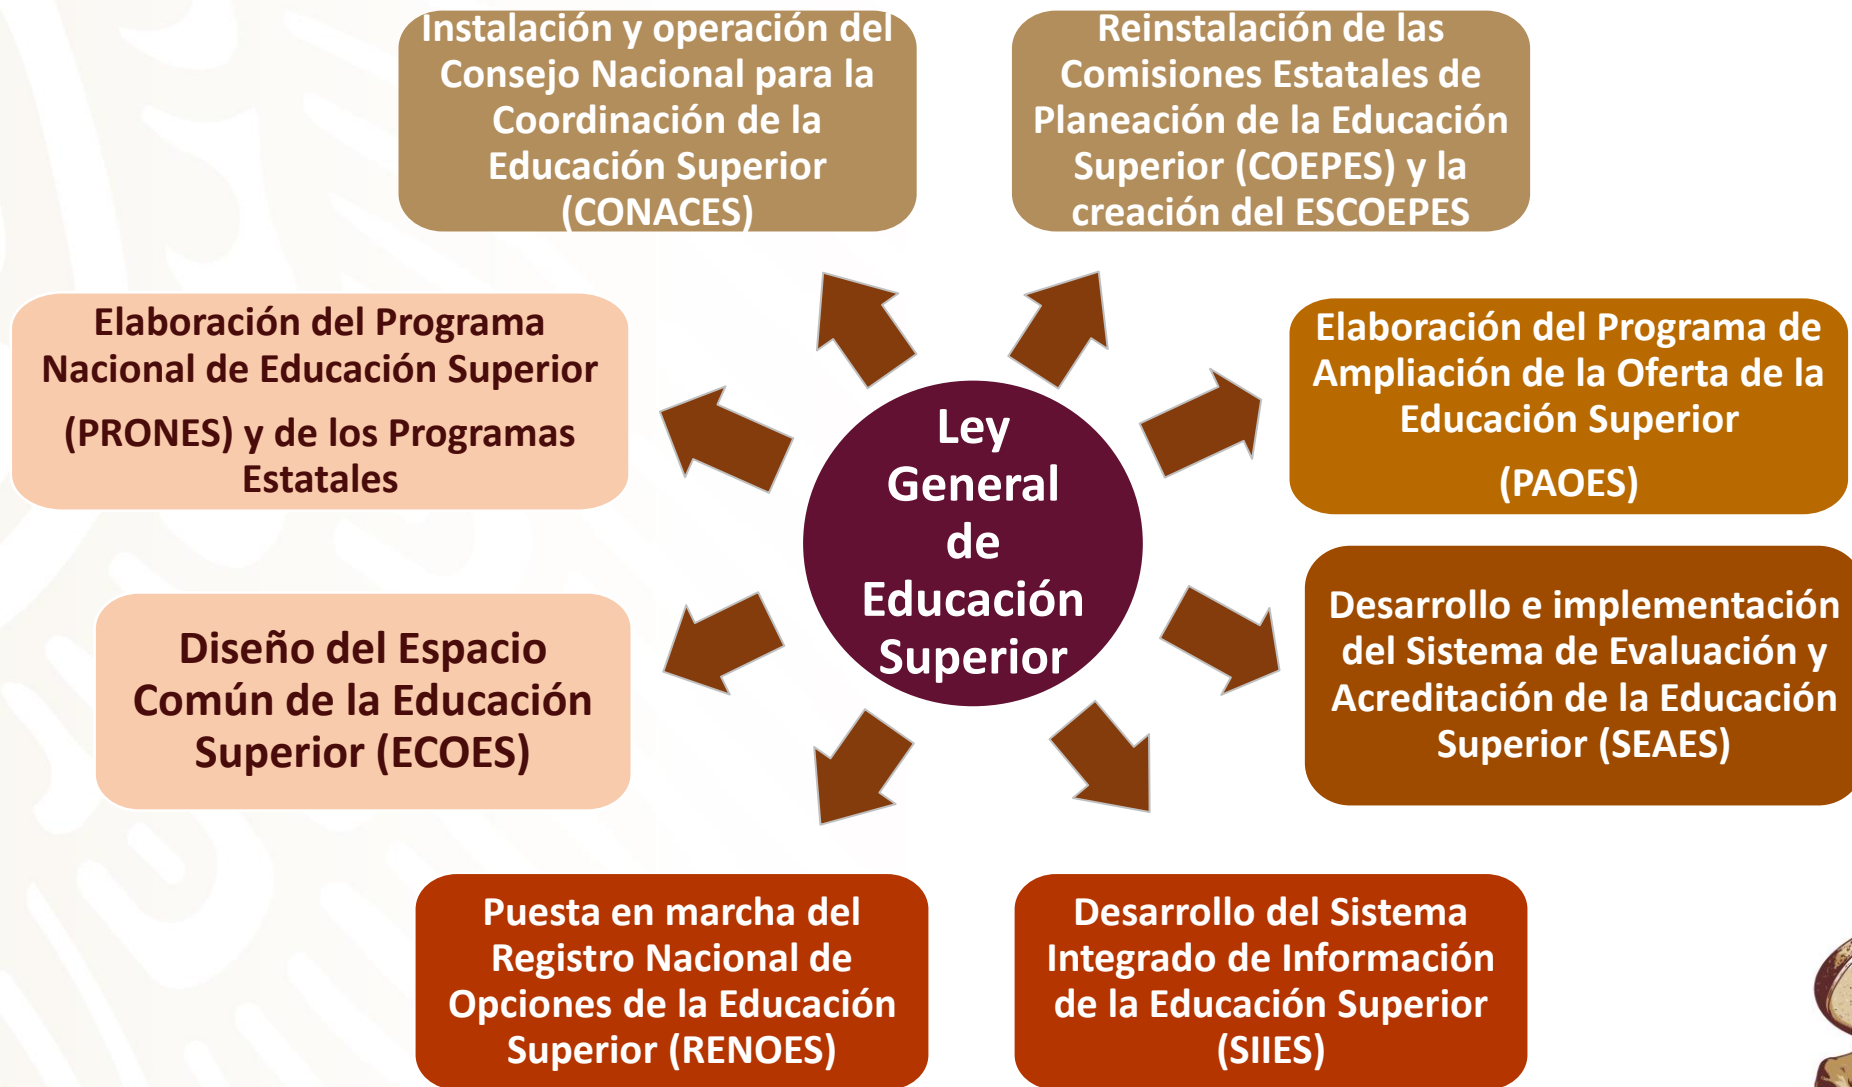 Instalación y operación del
Consejo Nacional para la
Coordinación de la
Educación Superior
(CONACES)
Reinstalación de las
Comisiones Estatales de
Planeación de la Educación
Superior (COEPES) y la
creación del ESCOEPES
Elaboración del Programa
Nacional de Educación Superior
(PRONES) y de los Programas
Estatales
Elaboración del Programa de
Ampliación de la Oferta de la
Educación Superior
(PAOES)
Ley
General
de
Educación
Superior
Diseño del Espacio
Común de la Educación
Superior (ECOES)
Desarrollo e implementación
del Sistema de Evaluación y
Acreditación de la Educación
Superior (SEAES)
Puesta en marcha del
Registro Nacional de
Opciones de la Educación
Superior (RENOES)
Desarrollo del Sistema
Integrado de Información
de la Educación Superior
(SIIES)